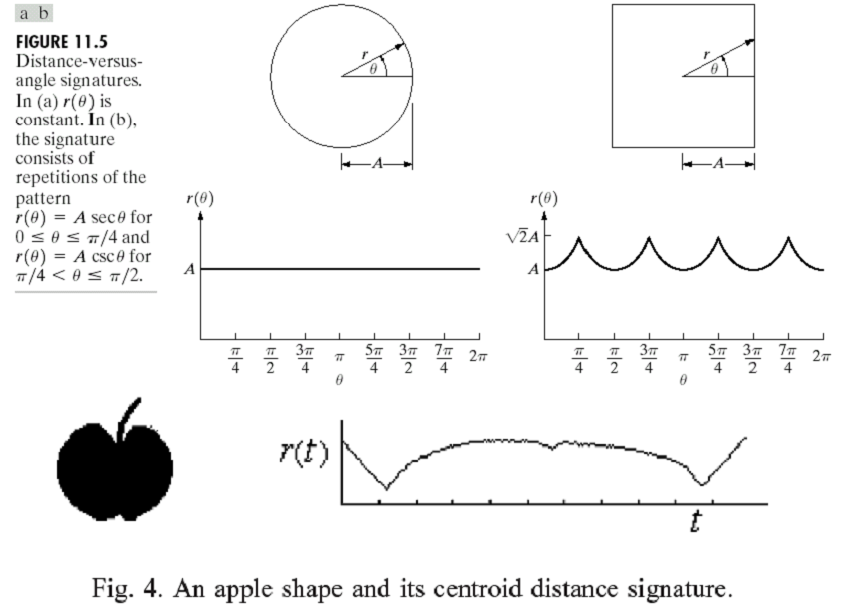 a b
FIGURE 11.5
Distance-versus-
angle signatures.
In (a) r(θ) is
constant. In (b),
the signature
consists of
repetitions of the
pattern
r(θ) = A sec θ for
0 ≤ θ ≤ π/4 and
r(θ) = A csc θ for
π/4 < θ ≤ π/2.
r
θ
A
r(θ)
A
π/4 π/2 3π/4 π 5π/4 3π/2 7π/4 2π
θ
r
θ
A
r(θ)
√2A
A
π/4 π/2 3π/4 π 5π/4 3π/2 7π/4 2π
θ
r(t)
t
Fig. 4. An apple shape and its centroid distance signature.